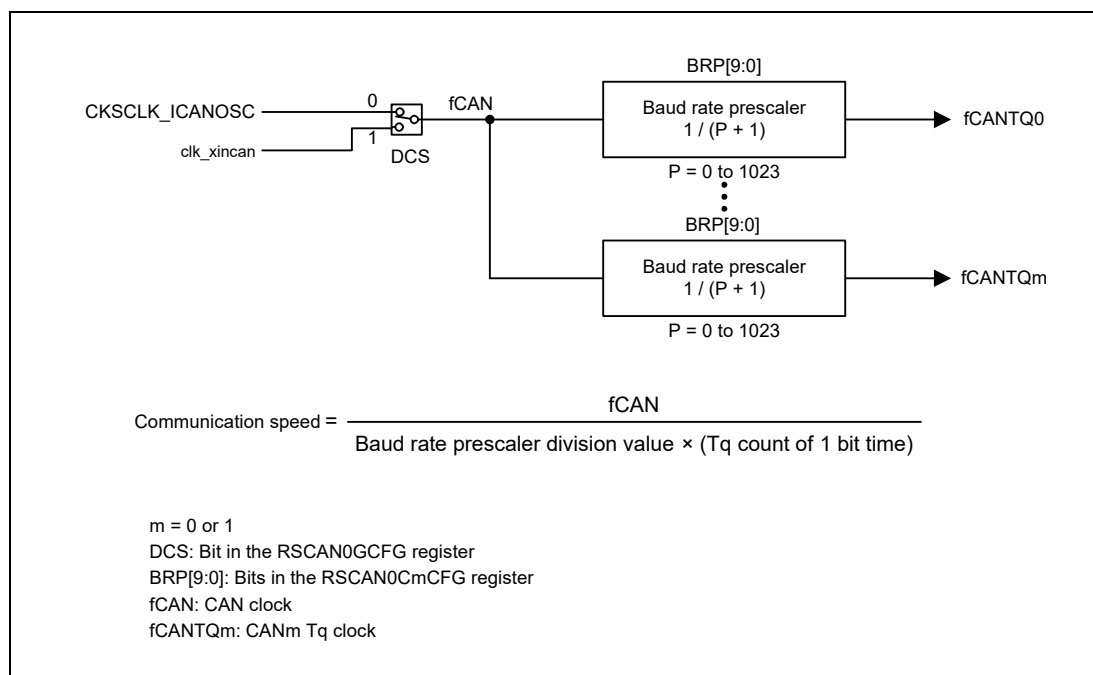 BRP[9:0]
CKSCLK_ICANOSC
0
fCAN
Baud rate prescaler
1 / (P + 1)
fCANTQ0
clk_xincan
1
DCS
P = 0 to 1023
BRP[9:0]
Baud rate prescaler
1 / (P + 1)
fCANTQm
P = 0 to 1023
Communication speed =
fCAN
Baud rate prescaler division value × (Tq count of 1 bit time)
m = 0 or 1
DCS: Bit in the RSCAN0GCFG register
BRP[9:0]: Bits in the RSCAN0CmCFG register
fCAN: CAN clock
fCANTQm: CANm Tq clock